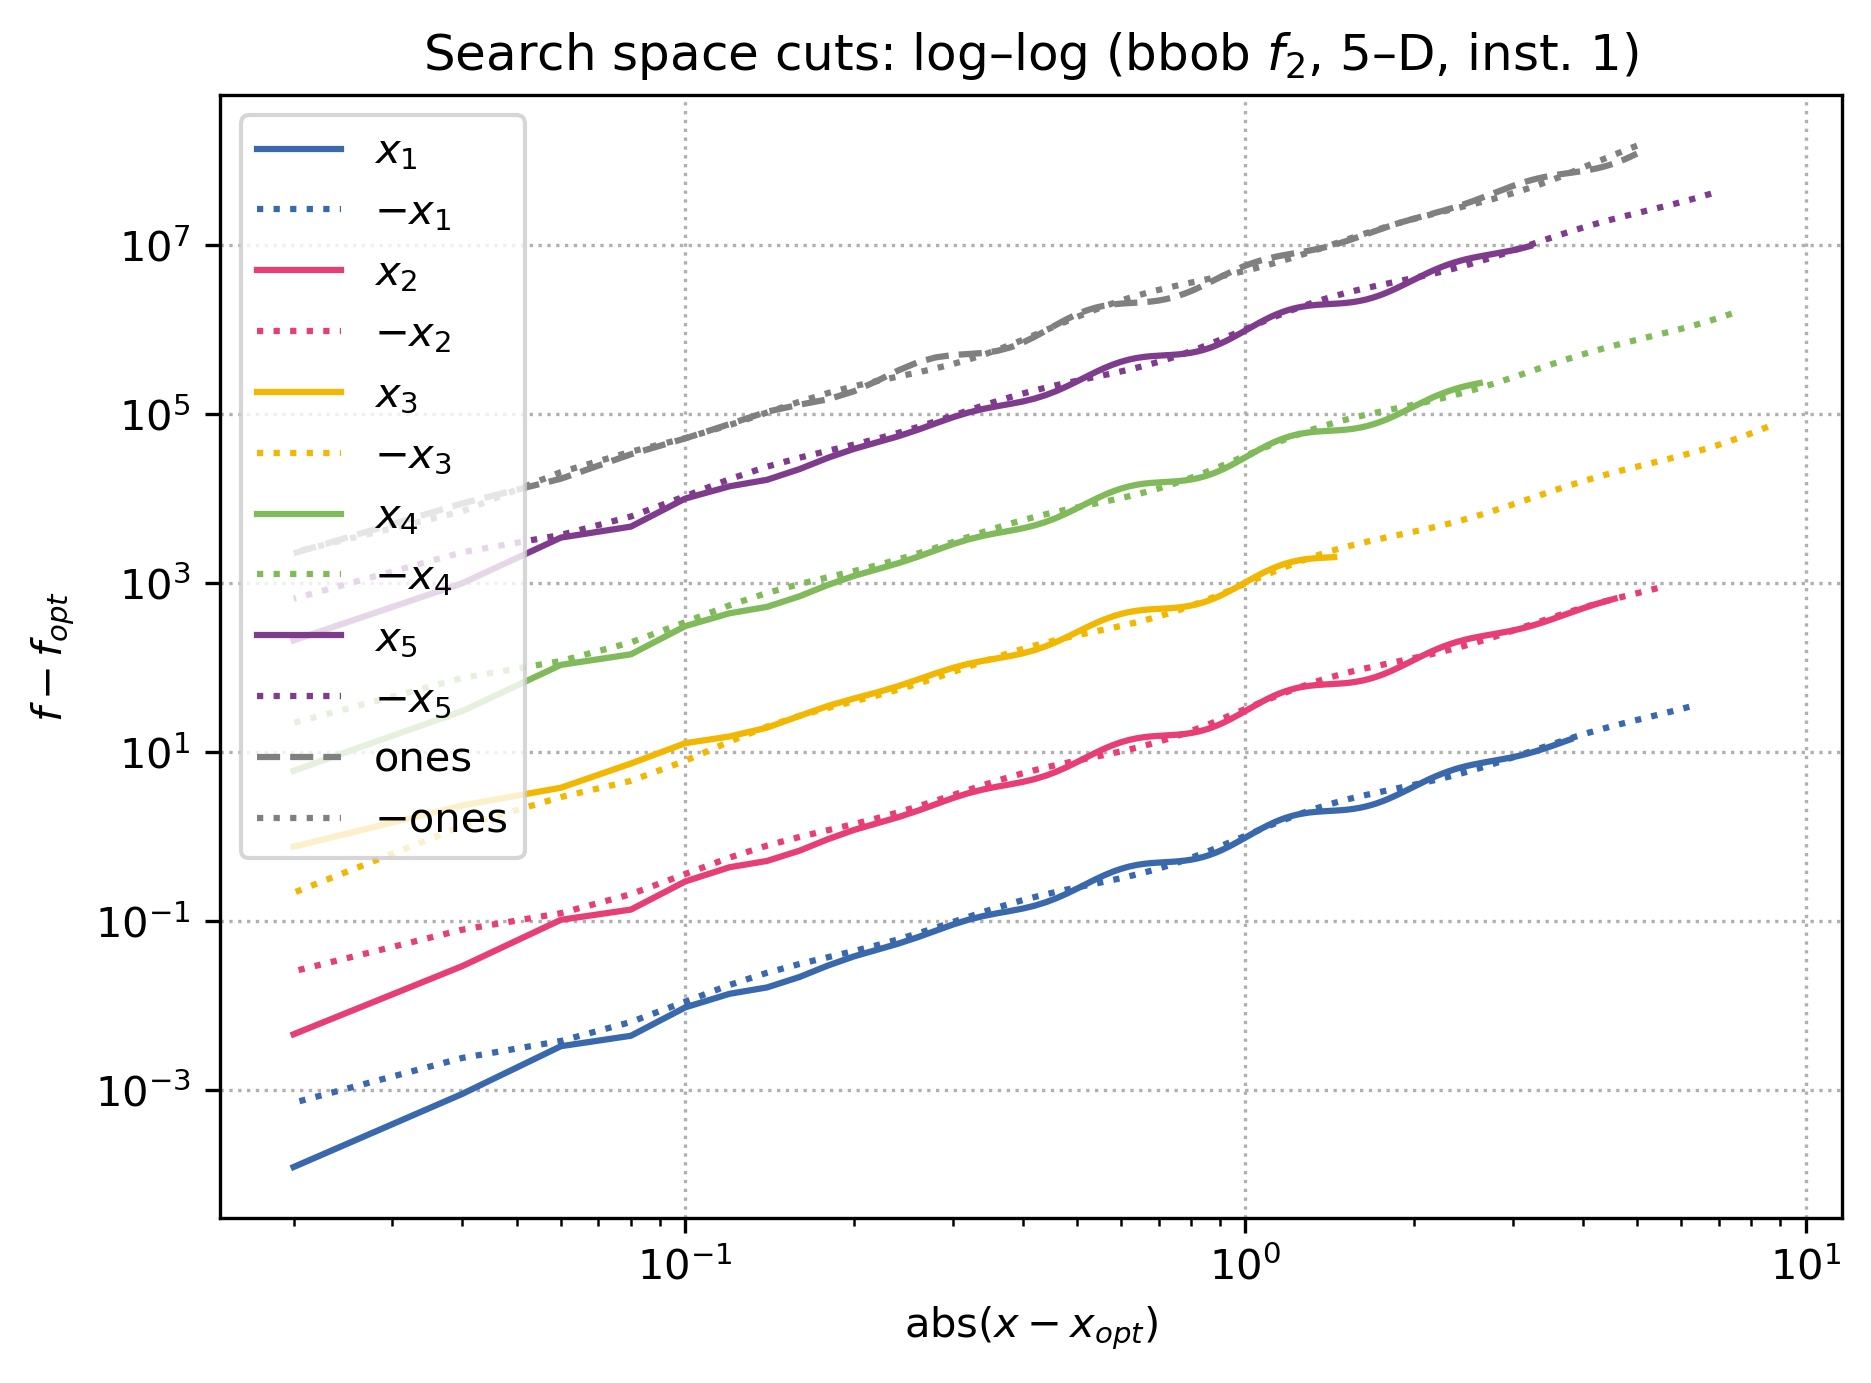 Search space cuts: log–log (bbob f₂, 5–D, inst. 1)
x₁
−x₁
x₂
−x₂
x₃
−x₃
x₄
−x₄
x₅
−x₅
ones
−ones
10⁷
10⁵
10³
10¹
10⁻¹
10⁻³
f − f_opt
10⁻¹
10⁰
10¹
abs(x − x_opt)